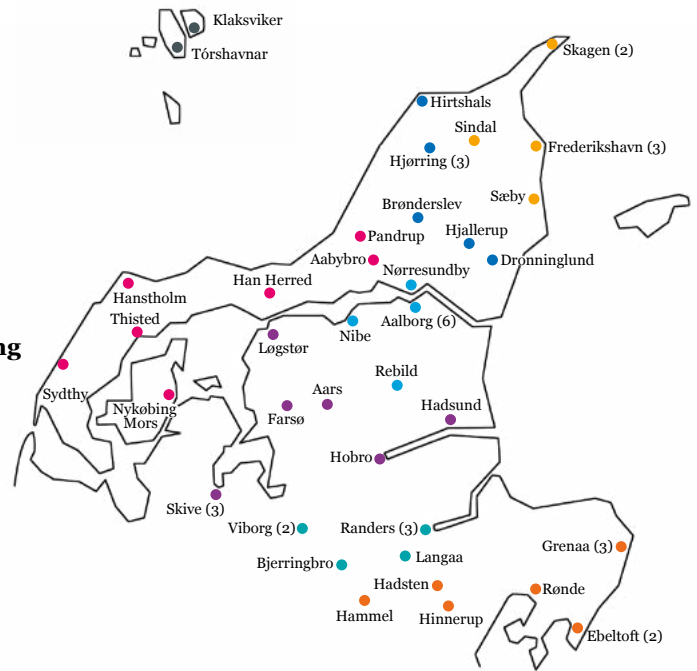 Klaksviker
Tórshavnar
Skagen (2)
Hirtshals
Sindal
Hjørring (3)
Frederikshavn (3)
Sæby
Brønderslev
Pandrup
Hjallerup
Aabybro
Dronninglund
Nørresundby
Han Herred
Hanstholm
Thisted
Aalborg (6)
Nibe
Løgstør
ng
Sydthy
Rebild
Aars
Nykøbing
Mors
Farsø
Hadsund
Hobro
Skive (3)
Viborg (2)
Randers (3)
Grenaa (3)
Bjerringbro
Langaa
Hadsten
Rønde
Hammel
Hinnerup
Ebeltoft (2)